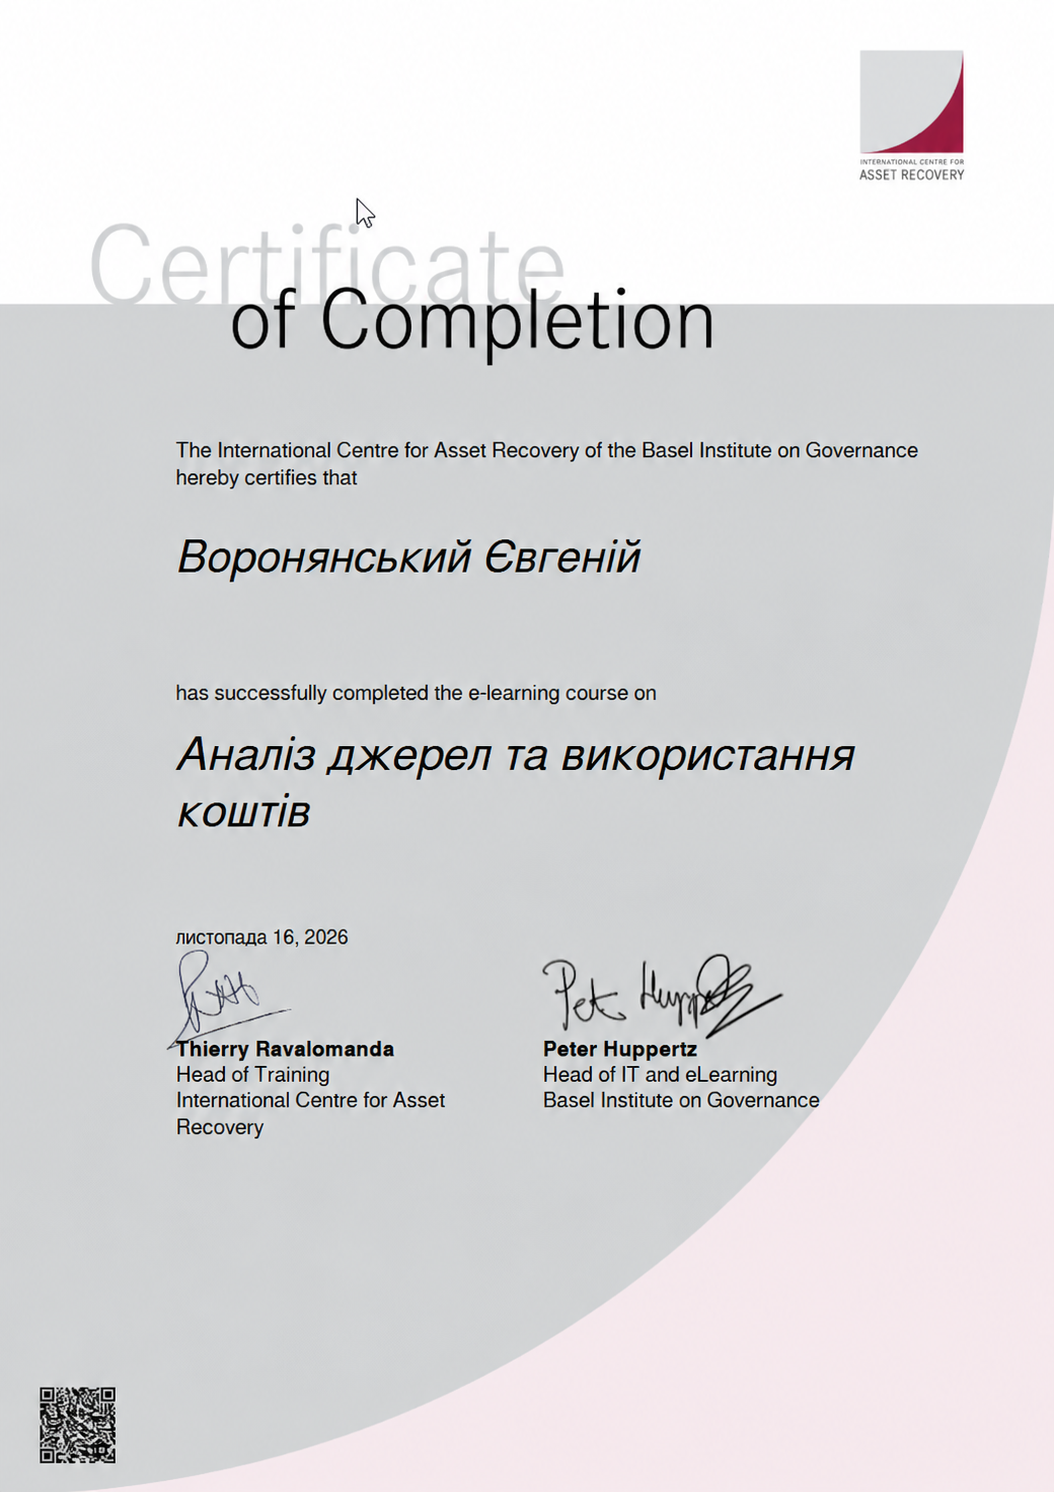 INTERNATIONAL CENTRE FOR
ASSET RECOVERY
Certificate
of Completion
The International Centre for Asset Recovery of the Basel Institute on Governance
hereby certifies that
Воронянський Євгеній
has successfully completed the e-learning course on
Аналіз джерел та використання
коштів
листопада 16, 2026
Pet Hupp
Thierry Ravalomanda
Head of Training
International Centre for Asset
Recovery
Peter Huppertz
Head of IT and eLearning
Basel Institute on Governance